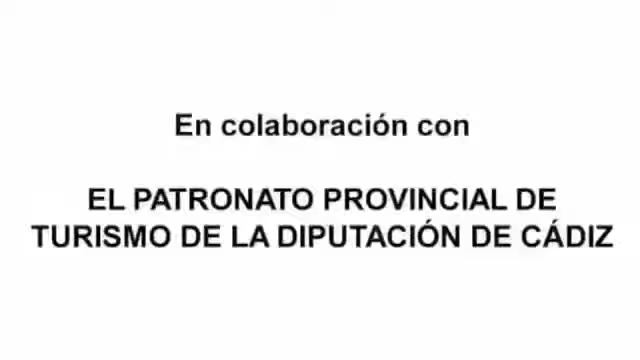 En colaboración con
EL PATRONATO PROVINCIAL DE
TURISMO DE LA DIPUTACIÓN DE CÁDIZ